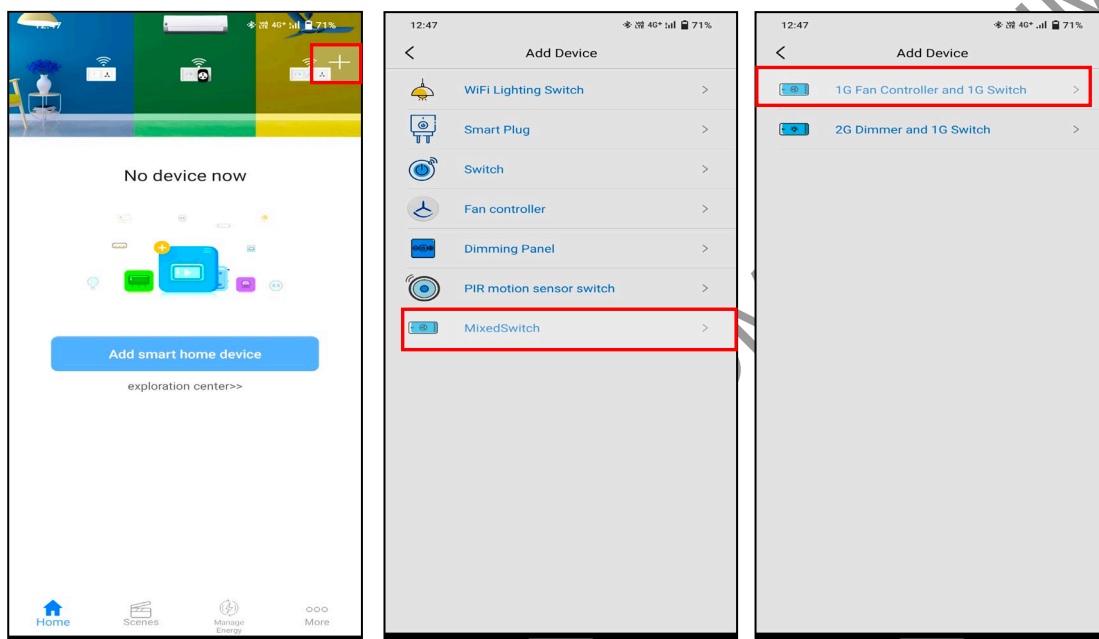 12:47 4G+ 71%
No device now
Add smart home device
exploration center>>
Home Scenes Manage Energy More
12:47 4G+ 71%
Add Device
WiFi Lighting Switch
Smart Plug
Switch
Fan controller
Dimming Panel
PIR motion sensor switch
MixedSwitch
12:47 4G+ 71%
Add Device
1G Fan Controller and 1G Switch
2G Dimmer and 1G Switch